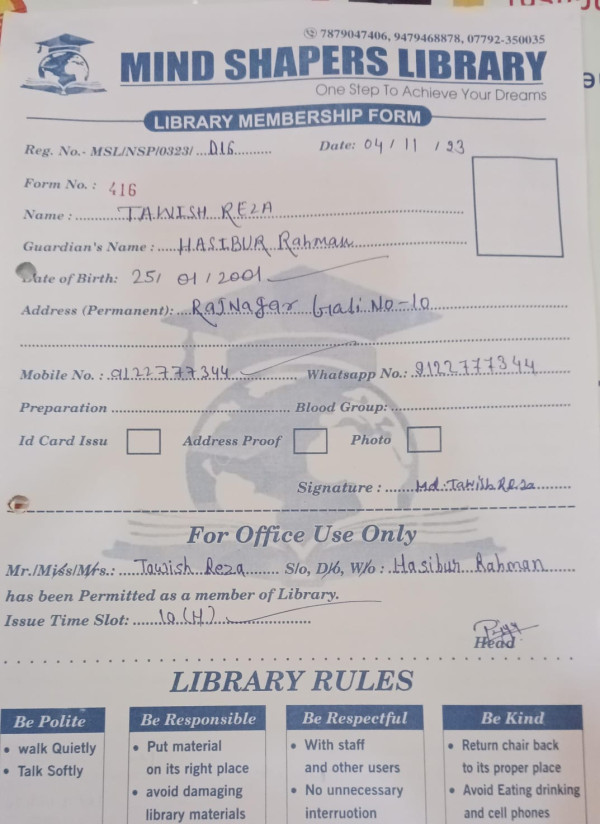 7879047406, 9479468878, 07792-350035
MIND SHAPERS LIBRARY
One Step To Achieve Your Dreams
LIBRARY MEMBERSHIP FORM
Reg. No.- MSL/NSP/0323/....D16.......... Date: 04/11/23
Form No. : 416
Name : TAWISH REZA
Guardian's Name : HASIBUR Rahman
Date of Birth: 25/01/2001
Address (Permanent): RajNagar Gali No-10
Mobile No. : 9122777344 Whatsapp No.: 9122777344
Preparation ........ Blood Group: ........
Id Card Issu Address Proof Photo
Signature : Md. Tawish Reza
For Office Use Only
Mr./Miss/Mrs.: Tawish Reza S/o, D/o, W/o : Hasibur Rahman
has been Permitted as a member of Library.
Issue Time Slot: 10 (H)
Head
LIBRARY RULES
Be Polite Be Responsible Be Respectful Be Kind
• walk Quietly • Put material • With staff • Return chair back
• Talk Softly on its right place and other users to its proper place
• avoid damaging • No unnecessary • Avoid Eating drinking
library materials interruotion and cell phones